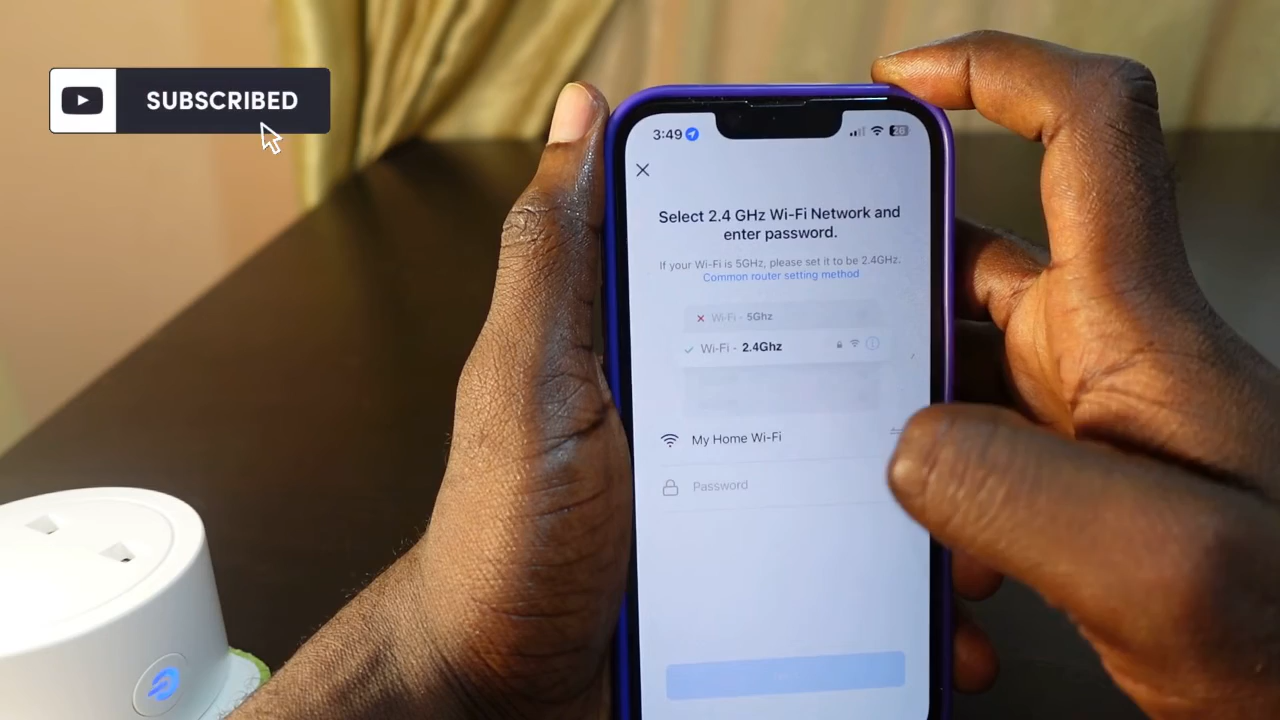 SUBSCRIBED
3:49
26
Select 2.4 GHz Wi-Fi Network and
enter password.
If your Wi-Fi is 5GHz, please set it to be 2.4GHz.
Common router setting method
Wi-Fi - 5Ghz
Wi-Fi - 2.4Ghz
My Home Wi-Fi
Password